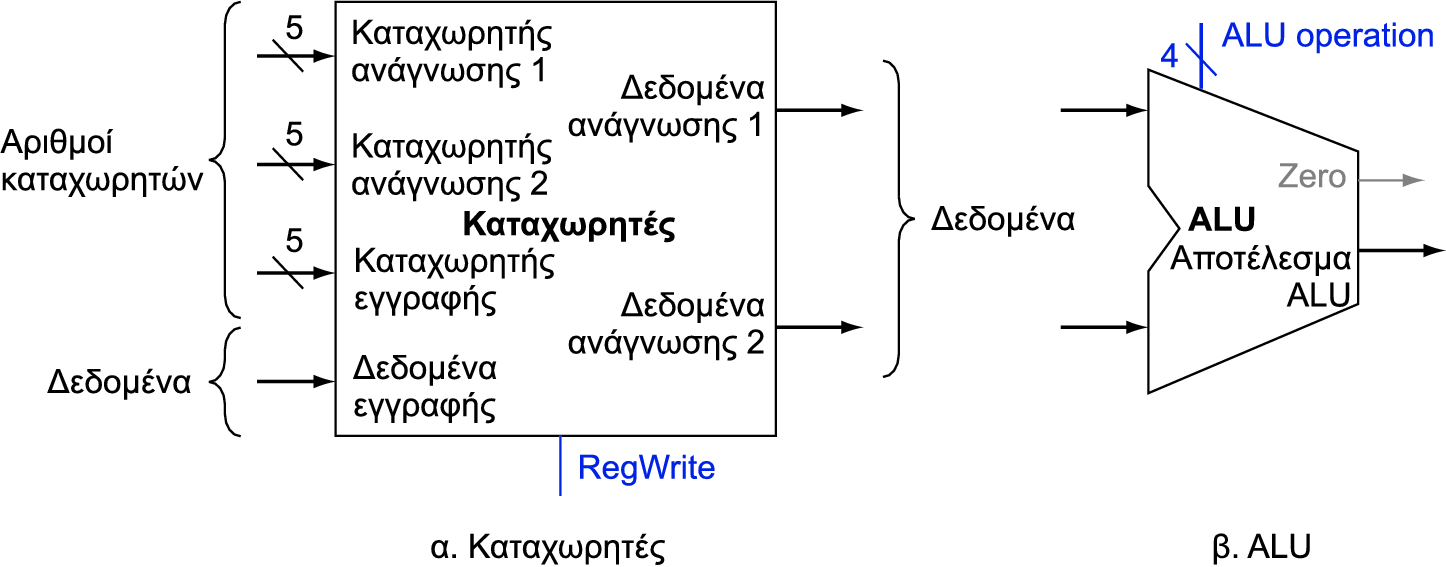 Αριθμοί
καταχωρητών
5
5
5
Δεδομένα
Καταχωρητής
ανάγνωσης 1
Καταχωρητής
ανάγνωσης 2
Καταχωρητές
Καταχωρητής
εγγραφής
Δεδομένα
εγγραφής
Δεδομένα
ανάγνωσης 1
Δεδομένα
ανάγνωσης 2
RegWrite
Δεδομένα
α. Καταχωρητές
4
ALU operation
Zero
ALU
Αποτέλεσμα
ALU
β. ALU